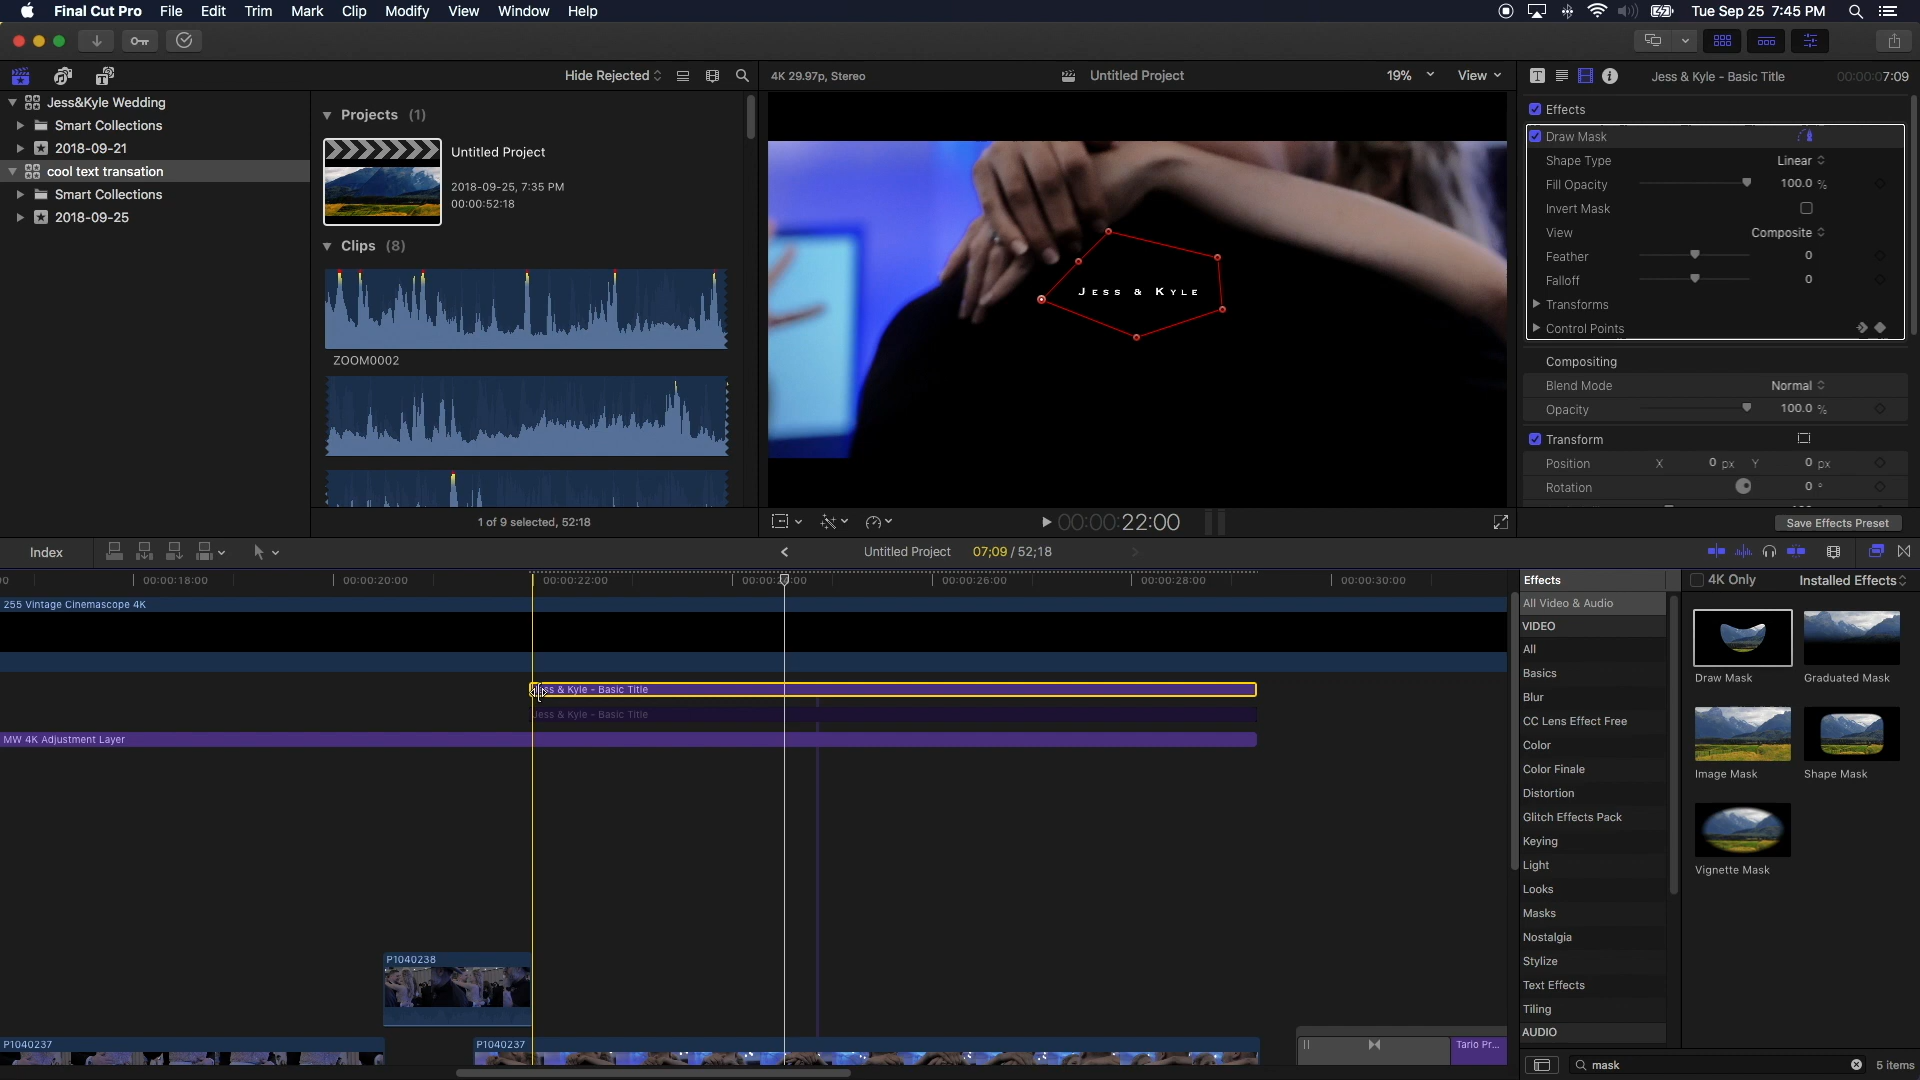 Final Cut Pro File Edit Trim Mark Clip Modify View Window Help
Tue Sep 25 7:45 PM
Hide Rejected
4K 29.97p, Stereo
Untitled Project
19%
View
Jess & Kyle - Basic Title
00:00:07:09
Jess&Kyle Wedding
Smart Collections
2018-09-21
cool text transation
Smart Collections
2018-09-25
Projects (1)
Untitled Project
2018-09-25, 7:35 PM
00:00:52:18
Clips (8)
ZOOM0002
1 of 9 selected, 52:18
Jess & Kyle
00:00:22:00
Effects
Draw Mask
Shape Type Linear
Fill Opacity 100.0 %
Invert Mask
View Composite
Feather 0
Falloff 0
Transforms
Control Points
Compositing
Blend Mode Normal
Opacity 100.0 %
Transform
Position X 0 px Y 0 px
Rotation 0 °
Save Effects Preset
Index
Untitled Project 07;09 / 52;18
00:00:18:00
00:00:20:00
00:00:22:00
00:00:26:00
00:00:28:00
00:00:30:00
255 Vintage Cinemascope 4K
Jess & Kyle - Basic Title
MW 4K Adjustment Layer
P1040238
P1040237
P1040237
Tario Pr...
Effects
4K Only
Installed Effects
All Video & Audio
VIDEO
All
Basics
Blur
CC Lens Effect Free
Color
Color Finale
Distortion
Glitch Effects Pack
Keying
Light
Looks
Masks
Nostalgia
Stylize
Text Effects
Tiling
AUDIO
Draw Mask
Graduated Mask
Image Mask
Shape Mask
Vignette Mask
mask
5 items